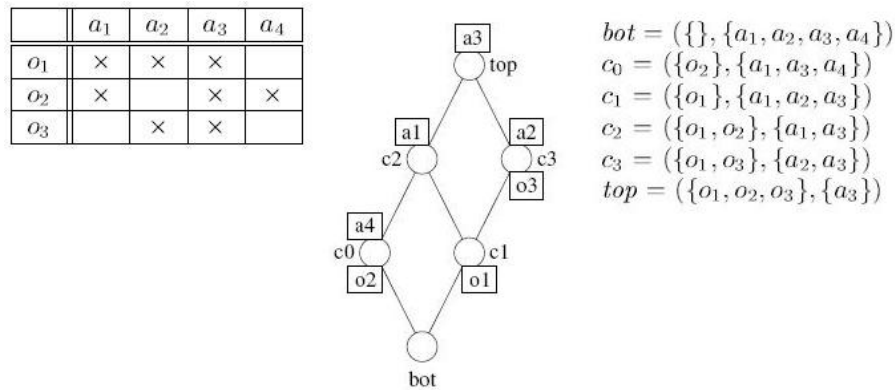 a₁ a₂ a₃ a₄
o₁ × × ×
o₂ × × ×
o₃ × ×
a3
top
a1
a2
c2
c3
o3
a4
c0
c1
o2
o1
bot
bot = ({}, {a₁, a₂, a₃, a₄})
c₀ = ({o₂}, {a₁, a₃, a₄})
c₁ = ({o₁}, {a₁, a₂, a₃})
c₂ = ({o₁, o₂}, {a₁, a₃})
c₃ = ({o₁, o₃}, {a₂, a₃})
top = ({o₁, o₂, o₃}, {a₃})